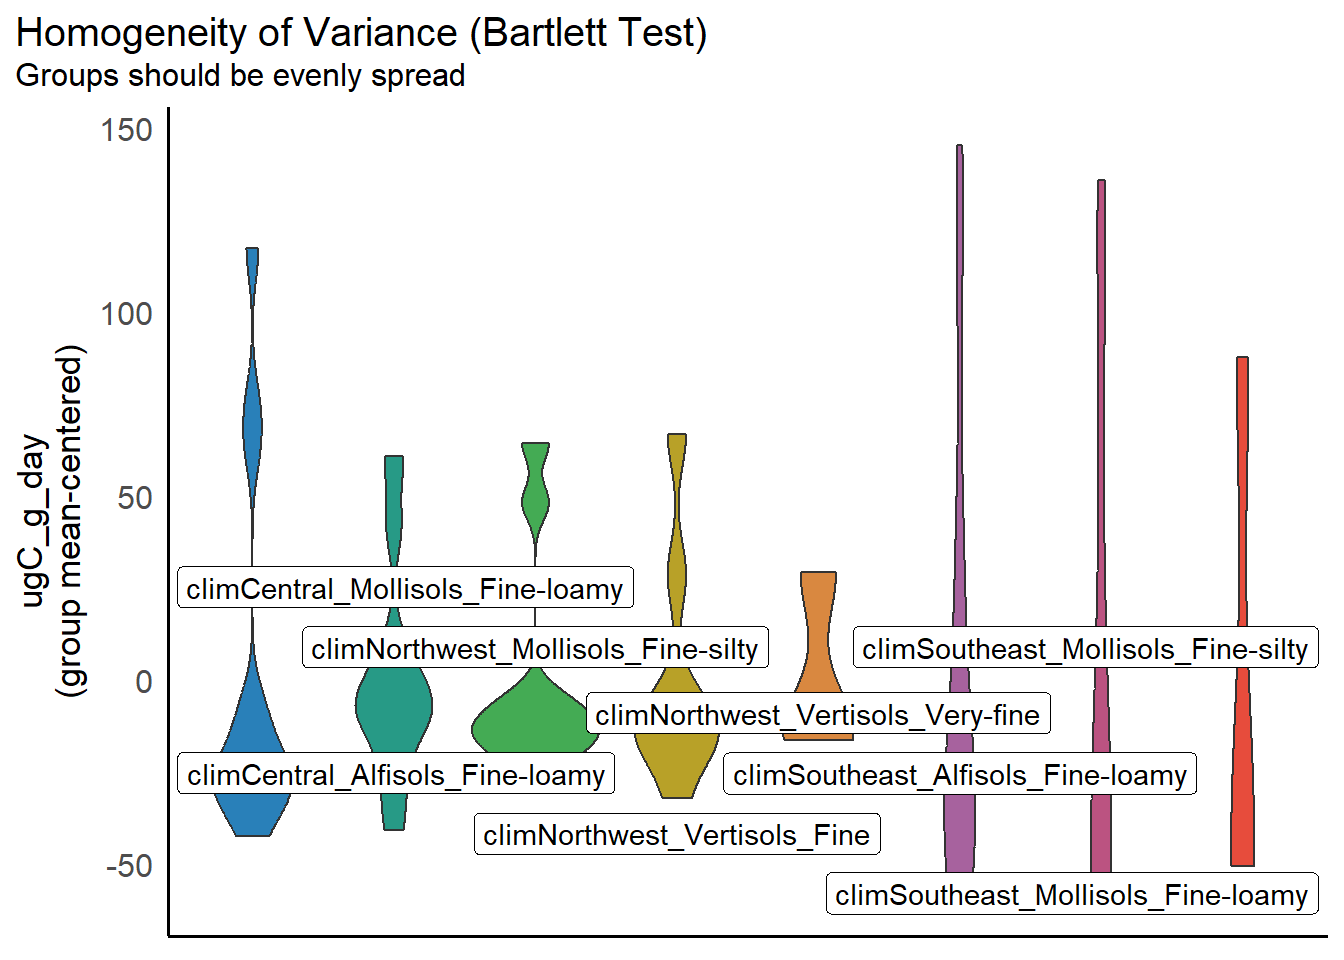 Homogeneity of Variance (Bartlett Test)
Groups should be evenly spread
150
100
50
0
-50
ugC_g_day
(group mean-centered)
climCentral_Mollisols_Fine-loamy
climNorthwest_Mollisols_Fine-silty
climSoutheast_Mollisols_Fine-silty
climNorthwest_Vertisols_Very-fine
climCentral_Alfisols_Fine-loamy
climSoutheast_Alfisols_Fine-loamy
climNorthwest_Vertisols_Fine
climSoutheast_Mollisols_Fine-loamy